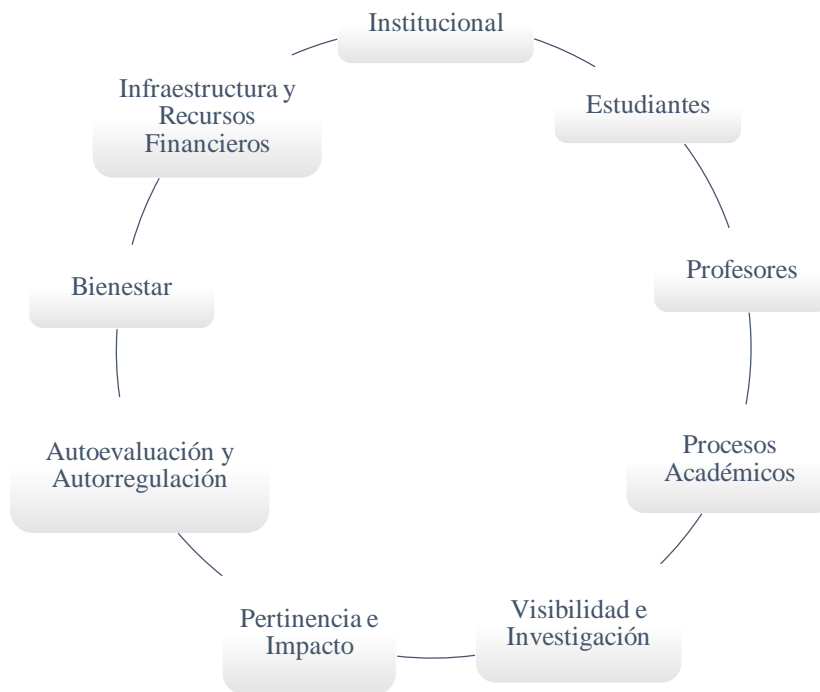 Institucional
Estudiantes
Profesores
Procesos
Académicos
Visibilidad e
Investigación
Pertinencia e
Impacto
Autoevaluación y
Autorregulación
Bienestar
Infraestructura y
Recursos
Financieros